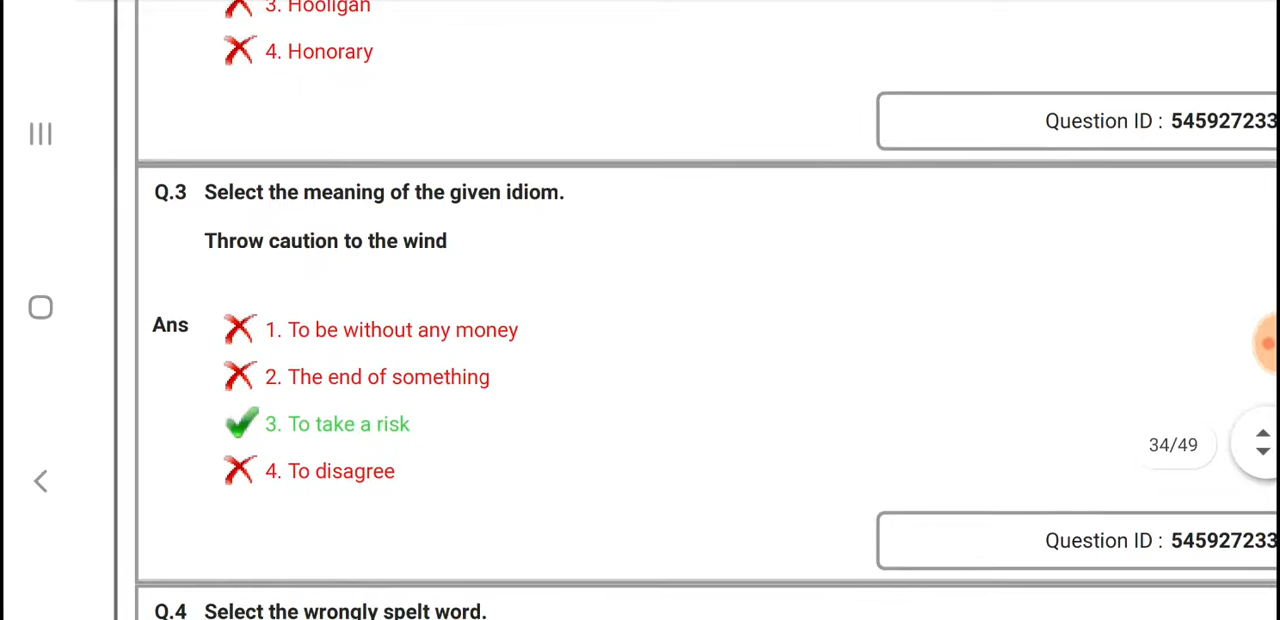 3. Hooligan
4. Honorary
Question ID : 545927233
Q.3 Select the meaning of the given idiom.
Throw caution to the wind
Ans
1. To be without any money
2. The end of something
3. To take a risk
34/49
4. To disagree
Question ID : 545927233
Q.4 Select the wrongly spelt word.